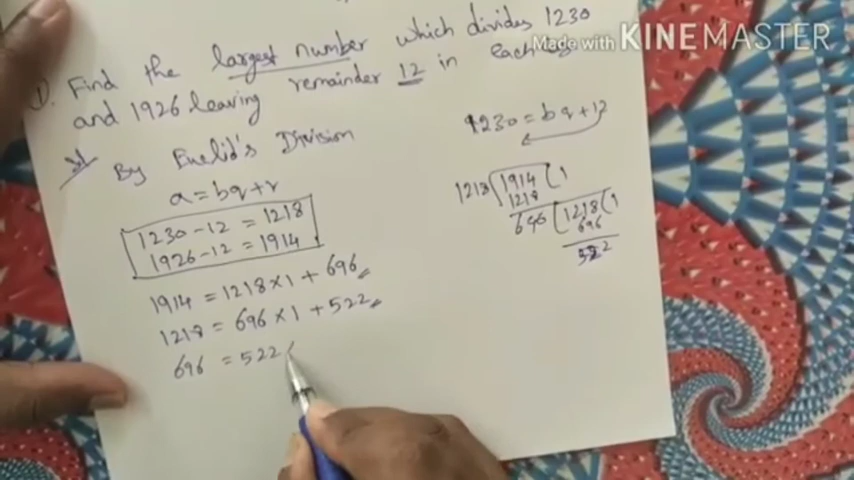 Made with KINEMASTER
1). Find the largest number which divides 1230
and 1926 leaving remainder 12 in each
Sol By Euclid's Division
a = bq + r
1230 - 12 = 1218
1926 - 12 = 1914
1914 = 1218 × 1 + 696
1218 = 696 × 1 + 522
696 = 522
1230 = bq + 12
1218 ( 1914 ( 1
1218
696 ( 1218 ( 1
696
522